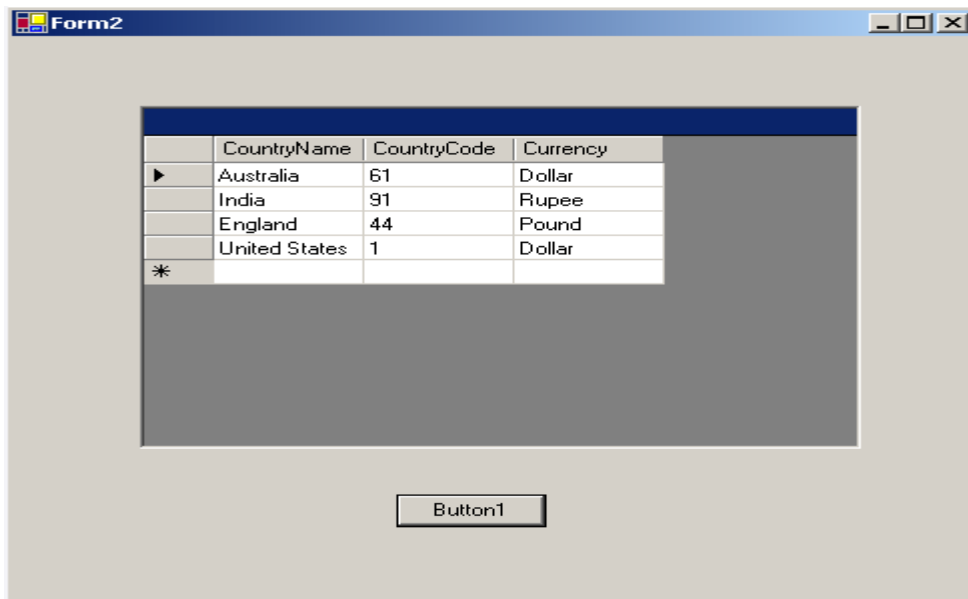 Form2
CountryName CountryCode Currency
Australia 61 Dollar
India 91 Rupee
England 44 Pound
United States 1 Dollar
Button1